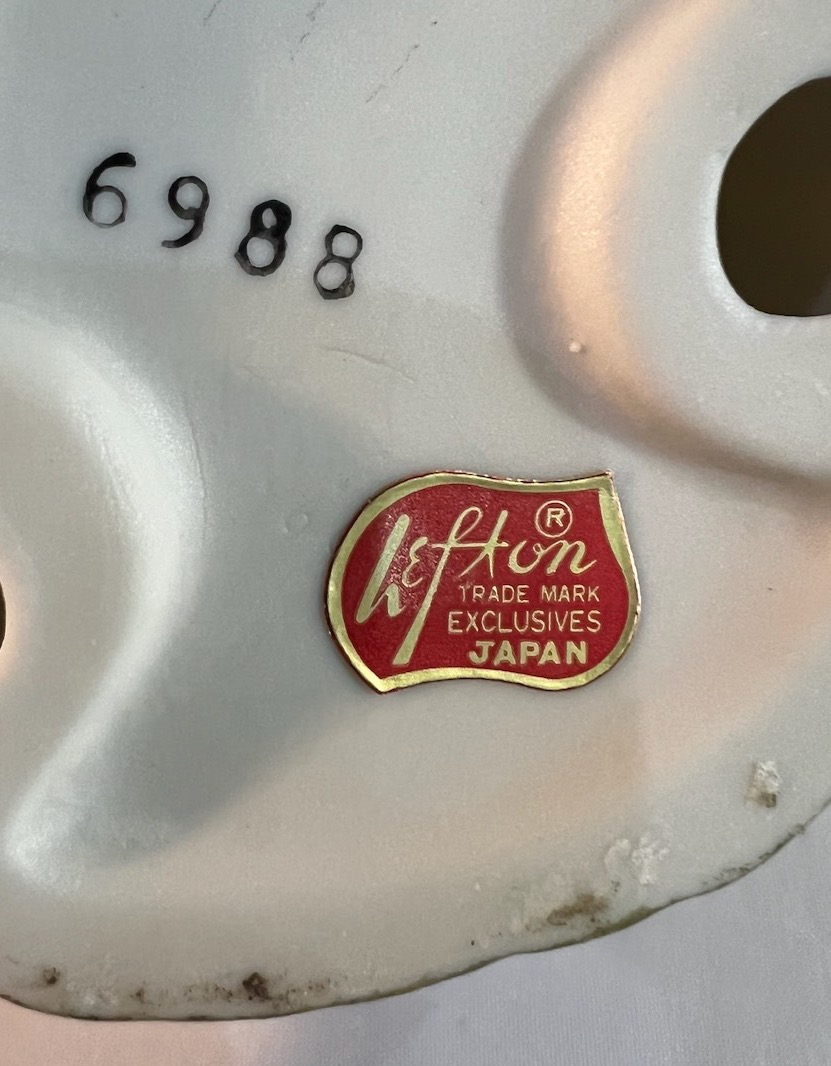 6988
Lefton ®
TRADE MARK
EXCLUSIVES
JAPAN